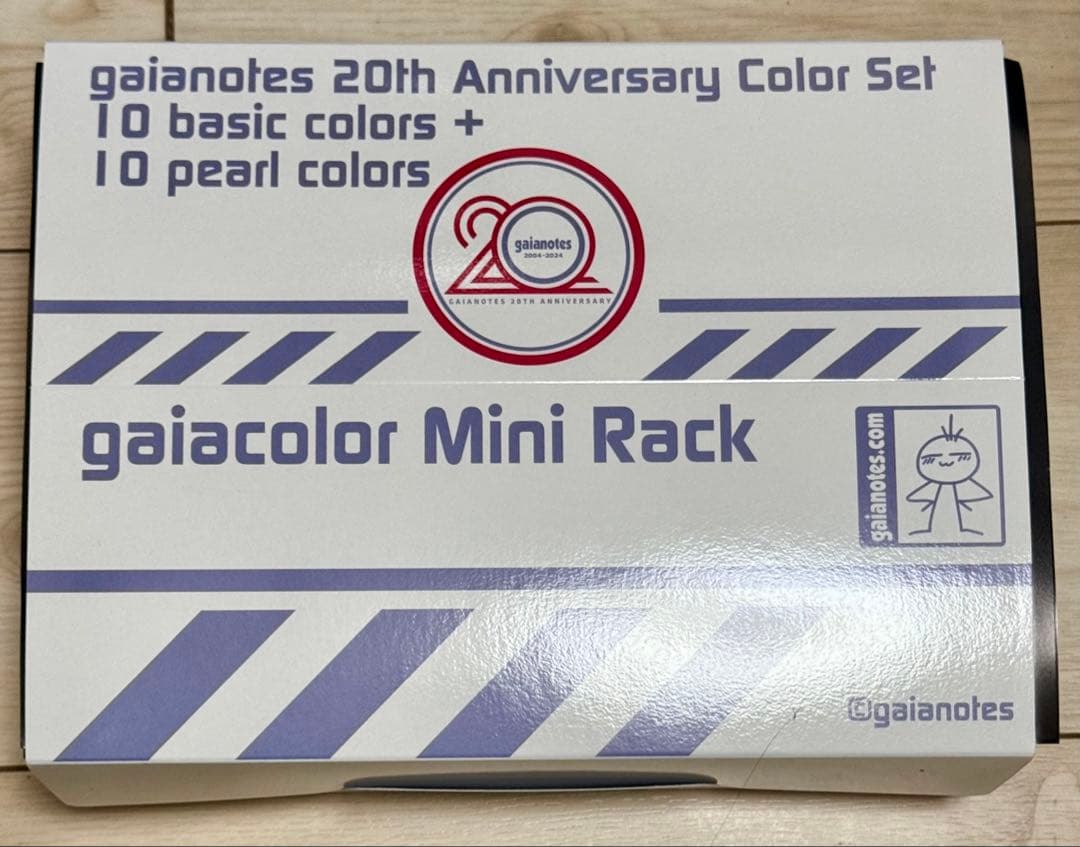 gaianotes 20th Anniversary Color Set
10 basic colors +
10 pearl colors
20
gaianotes
2004-2024
GAIANOTES 20TH ANNIVERSARY
gaiacolor Mini Rack
gaianotes.com
©gaianotes